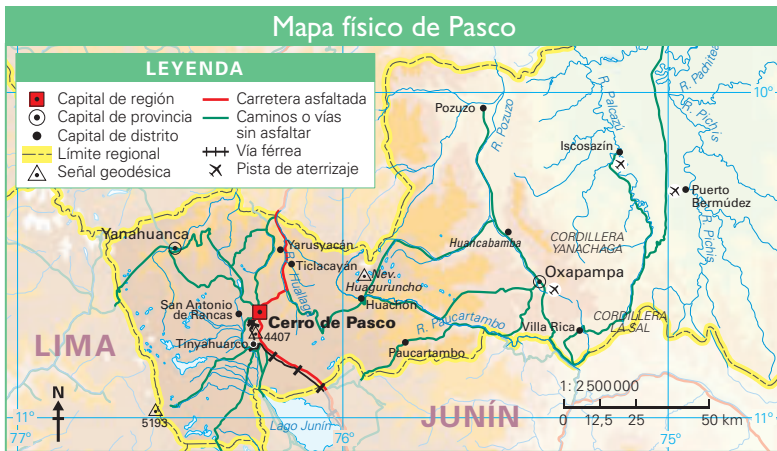 Mapa físico de Pasco
LEYENDA
Capital de región
Capital de provincia
Capital de distrito
Límite regional
Señal geodésica
Carretera asfaltada
Caminos o vías
sin asfaltar
Vía férrea
Pista de aterrizaje
10°
R. Pachitea
R. Palcazú
R. Pichis
Pozuzo
R. Pozuzo
Iscosazín
Puerto
Bermúdez
R. Pichis
Yanahuanca
Yarusyacán
R. Huallaga
Ticlacayán
Nev.
Huaguruncho
Huancabamba
CORDILLERA
YANACHAGA
Oxapampa
San Antonio
de Rancas
Huachón
Cerro de Pasco
4407
R. Paucartambo
Villa Rica
CORDILLERA
LA SAL
LIMA
Tinyahuarco
Paucartambo
1: 2 500 000
0 12,5 25 50 km
N
5193
JUNÍN
11°
11°
Lago Junín
77°
76°
75°